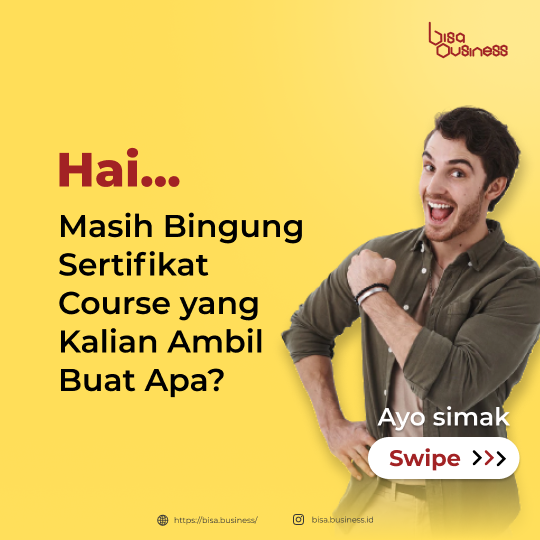 bisa
business
Hai...
Masih Bingung
Sertifikat
Course yang
Kalian Ambil
Buat Apa?
Ayo simak
Swipe
https://bisa.business/
bisa.business.id